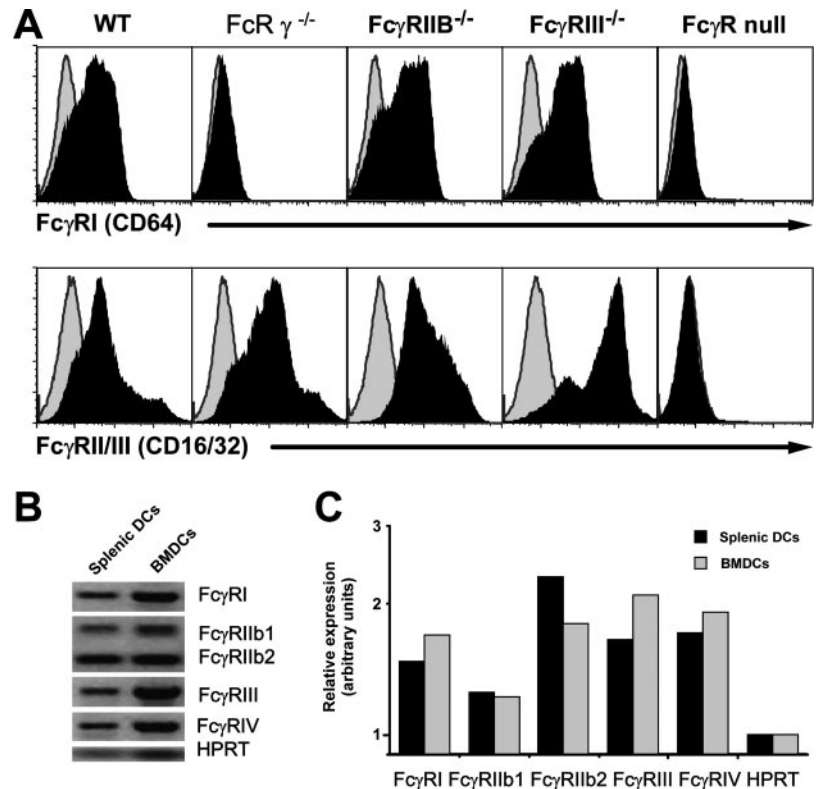 A
WT FcR γ -/- FcγRIIB-/- FcγRIII-/- FcγR null
FcγRI (CD64)
FcγRII/III (CD16/32)
B
Splenic DCs BMDCs
FcγRI
FcγRIIb1
FcγRIIb2
FcγRIII
FcγRIV
HPRT
C
Relative expression
(arbitrary units)
3
2
1
Splenic DCs
BMDCs
FcγRI FcγRIIb1 FcγRIIb2 FcγRIII FcγRIV HPRT